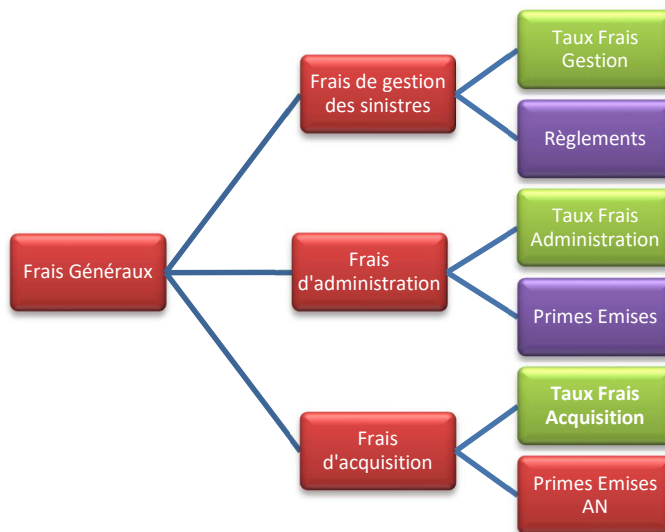 Frais Généraux
Frais de gestion
des sinistres
Taux Frais
Gestion
Règlements
Frais
d'administration
Taux Frais
Administration
Primes Emises
Frais
d'acquisition
Taux Frais
Acquisition
Primes Emises
AN